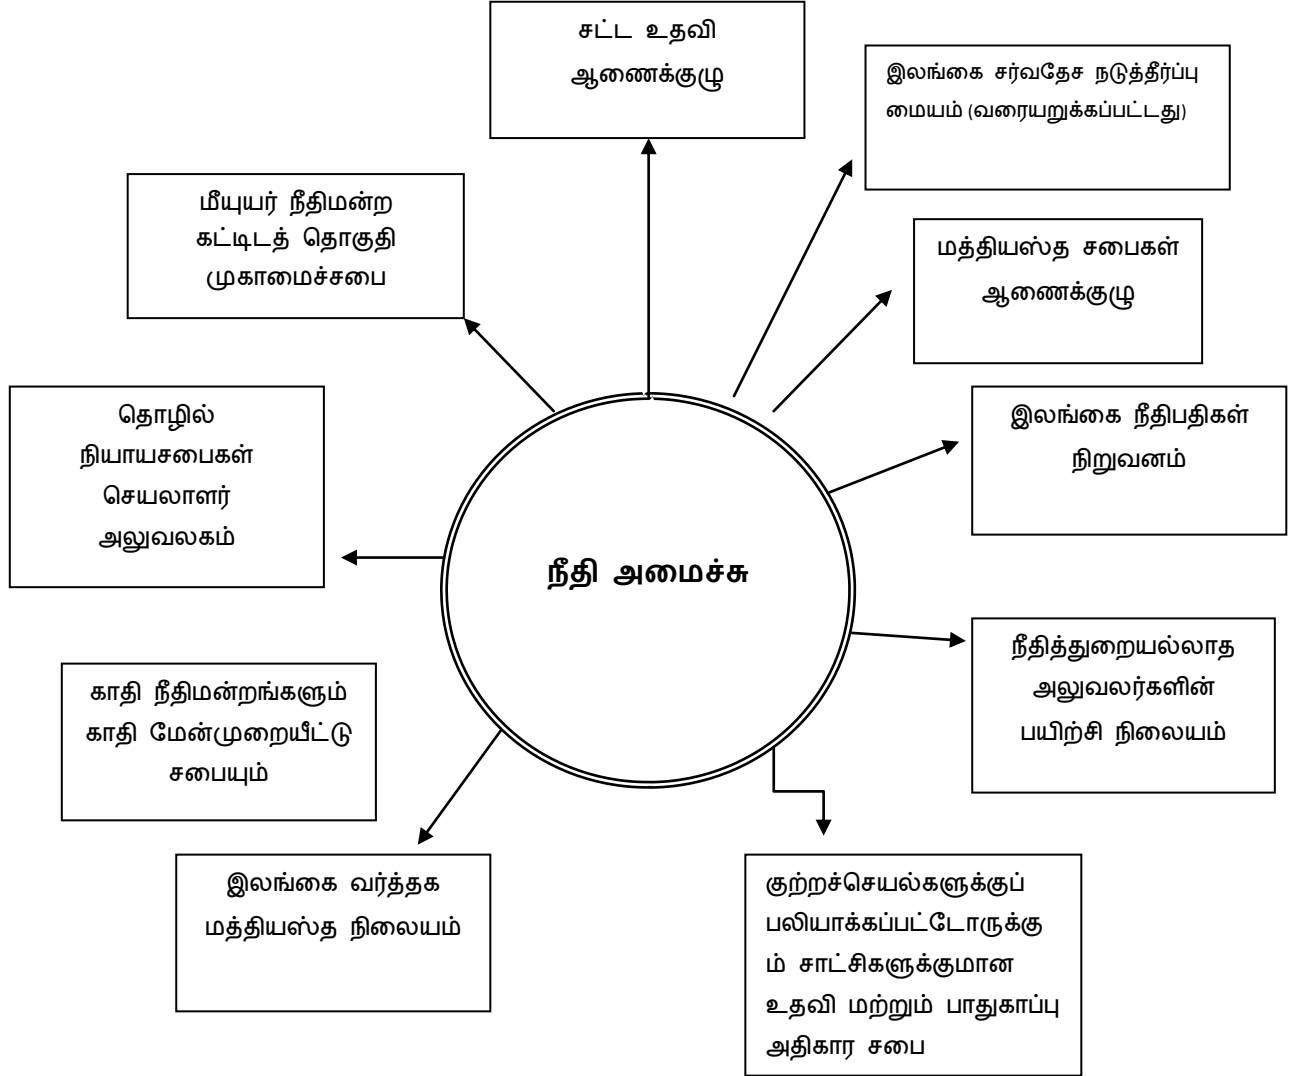 சட்ட உதவி
ஆணைக்குழு
இலங்கை சர்வதேச நடுத்தீர்ப்பு
மையம் (வரையறுக்கப்பட்டது)
மீயுயர் நீதிமன்ற
கட்டிடத் தொகுதி
முகாமைச்சபை
மத்தியஸ்த சபைகள்
ஆணைக்குழு
தொழில்
நியாயசபைகள்
செயலாளர்
அலுவலகம்
இலங்கை நீதிபதிகள்
நிறுவனம்
நீதி அமைச்சு
நீதித்துறையல்லாத
அலுவலர்களின்
பயிற்சி நிலையம்
காதி நீதிமன்றங்களும்
காதி மேன்முறையீட்டு
சபையும்
இலங்கை வர்த்தக
மத்தியஸ்த நிலையம்
குற்றச்செயல்களுக்குப்
பலியாக்கப்பட்டோருக்கு
ம் சாட்சிகளுக்குமான
உதவி மற்றும் பாதுகாப்பு
அதிகார சபை